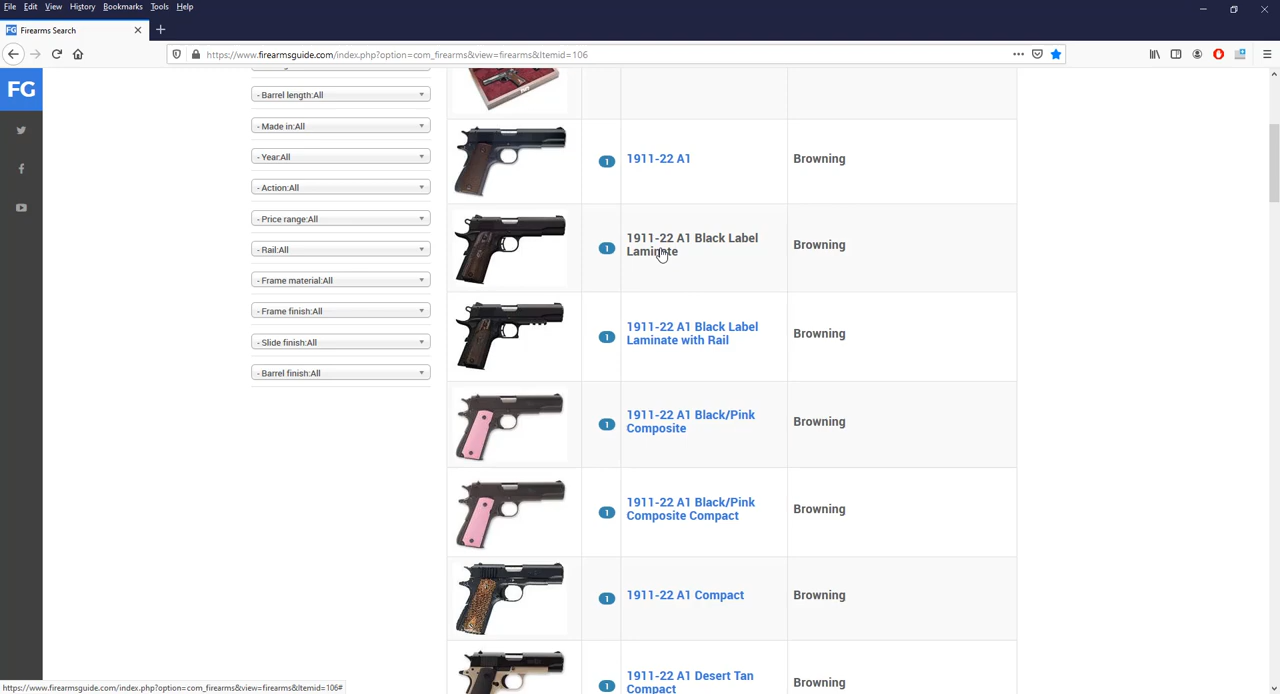 File Edit View History Bookmarks Tools Help
FG Firearms Search
https://www.firearmsguide.com/index.php?option=com_firearms&view=firearms&Itemid=106
FG
- Barrel length:All
- Made in:All
- Year:All
- Action:All
- Price range:All
- Rail:All
- Frame material:All
- Frame finish:All
- Slide finish:All
- Barrel finish:All
1 1911-22 A1 Browning
1 1911-22 A1 Black Label
Laminate
Browning
1 1911-22 A1 Black Label
Laminate with Rail
Browning
1 1911-22 A1 Black/Pink
Composite
Browning
1 1911-22 A1 Black/Pink
Composite Compact
Browning
1 1911-22 A1 Compact Browning
1 1911-22 A1 Desert Tan
Compact
Browning
https://www.firearmsguide.com/index.php?option=com_firearms&view=firearms&Itemid=106#